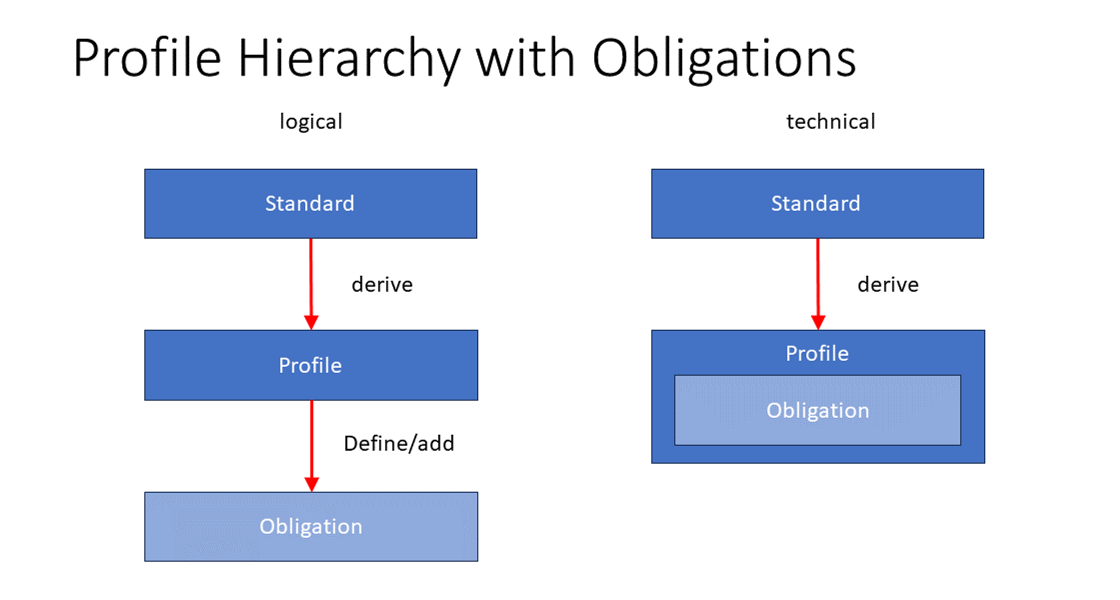 Profile Hierarchy with Obligations
logical
Standard
derive
Profile
Define/add
Obligation
technical
Standard
derive
Profile
Obligation